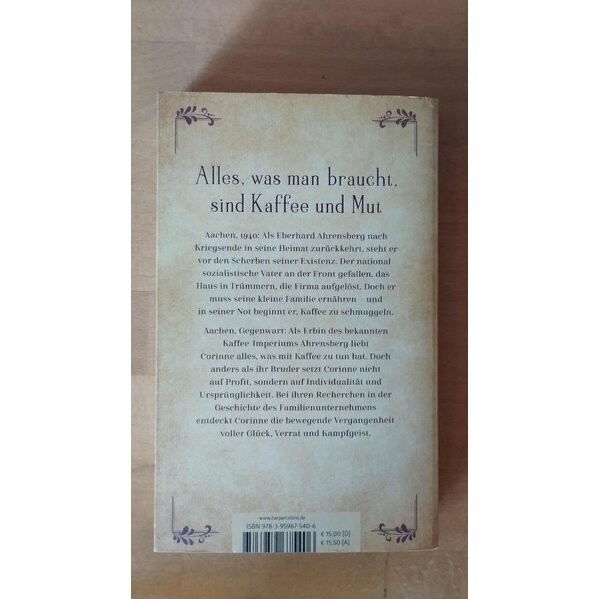 Alles, was man braucht,
sind Kaffee und Mut
Aachen, 1940: Als Eberhard Ahrensberg nach
Kriegsende in seine Heimat zurückkehrt, steht er
vor den Scherben seiner Existenz. Der national-
sozialistische Vater an der Front gefallen, das
Haus in Trümmern, die Firma aufgelöst. Doch er
muss seine kleine Familie ernähren – und
in seiner Not beginnt er, Kaffee zu schmuggeln.
Aachen, Gegenwart: Als Erbin des bekannten
Kaffee-Imperiums Ahrensberg liebt
Corinne alles, was mit Kaffee zu tun hat. Doch
anders als ihr Bruder setzt Corinne nicht
auf Profit, sondern auf Individualität und
Ursprünglichkeit. Bei ihren Recherchen in der
Geschichte des Familienunternehmens
entdeckt Corinne die bewegende Vergangenheit
voller Glück, Verrat und Kampfgeist.
www.harpercollins.de
ISBN 978-3-95967-540-6
€ 15,00 [D]
€ 15,50 [A]